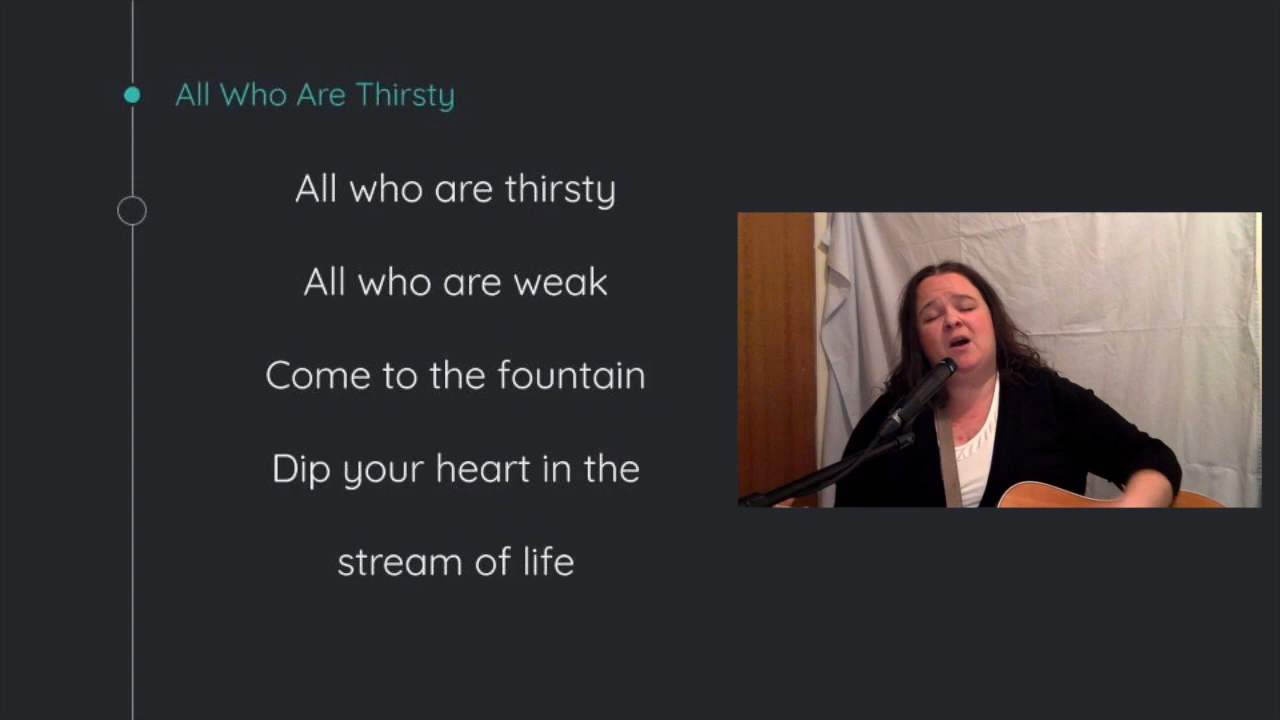 All Who Are Thirsty
All who are thirsty
All who are weak
Come to the fountain
Dip your heart in the
stream of life